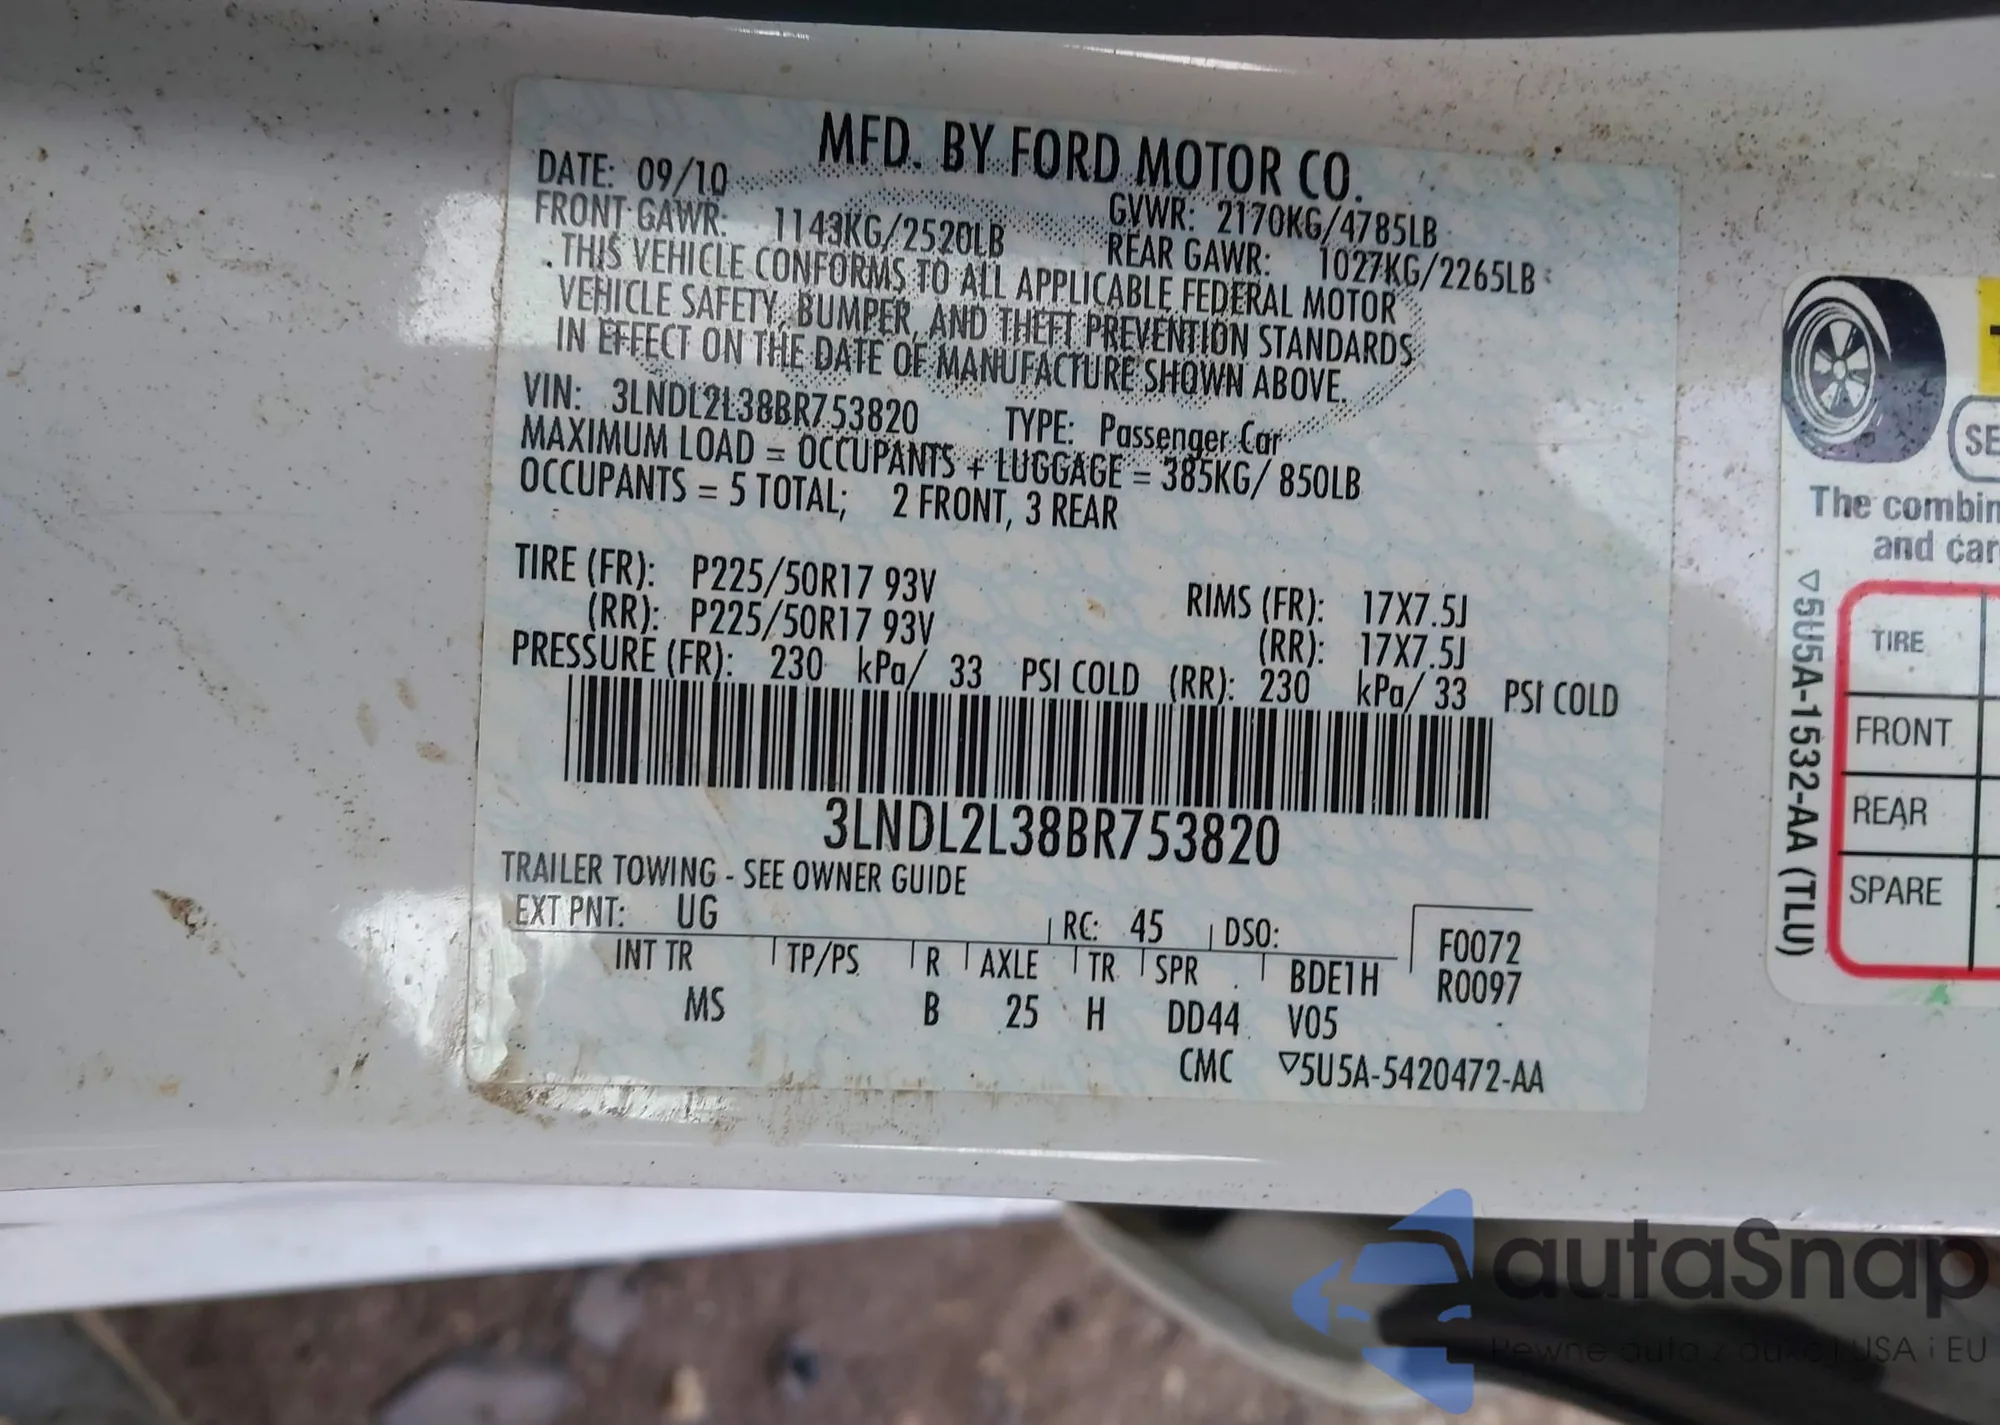 MFD. BY FORD MOTOR CO.
DATE: 09/10
GVWR: 2170KG/4785LB
FRONT GAWR: 1143KG/2520LB
REAR GAWR: 1027KG/2265LB
THIS VEHICLE CONFORMS TO ALL APPLICABLE FEDERAL MOTOR
VEHICLE SAFETY, BUMPER, AND THEFT PREVENTION STANDARDS
IN EFFECT ON THE DATE OF MANUFACTURE SHOWN ABOVE.
VIN: 3LNDL2L38BR753820 TYPE: Passenger Car
MAXIMUM LOAD = OCCUPANTS + LUGGAGE = 385KG/ 850LB
OCCUPANTS = 5 TOTAL; 2 FRONT, 3 REAR
TIRE (FR): P225/50R17 93V RIMS (FR): 17X7.5J
(RR): P225/50R17 93V (RR): 17X7.5J
PRESSURE (FR): 230 kPa/ 33 PSI COLD (RR): 230 kPa/ 33 PSI COLD
3LNDL2L38BR753820
TRAILER TOWING - SEE OWNER GUIDE
EXT PNT: UG RC: 45 DSO: F0072
INT TR TP/PS R AXLE TR SPR BDE1H R0097
MS B 25 H DD44 V05
CMC ▽5U5A-5420472-AA
SE
The combin
and car
▽5U5A-1532-AA (TLU)
TIRE
FRONT
REAR
SPARE
autaSnap
Pewne auta z aukcji USA i EU